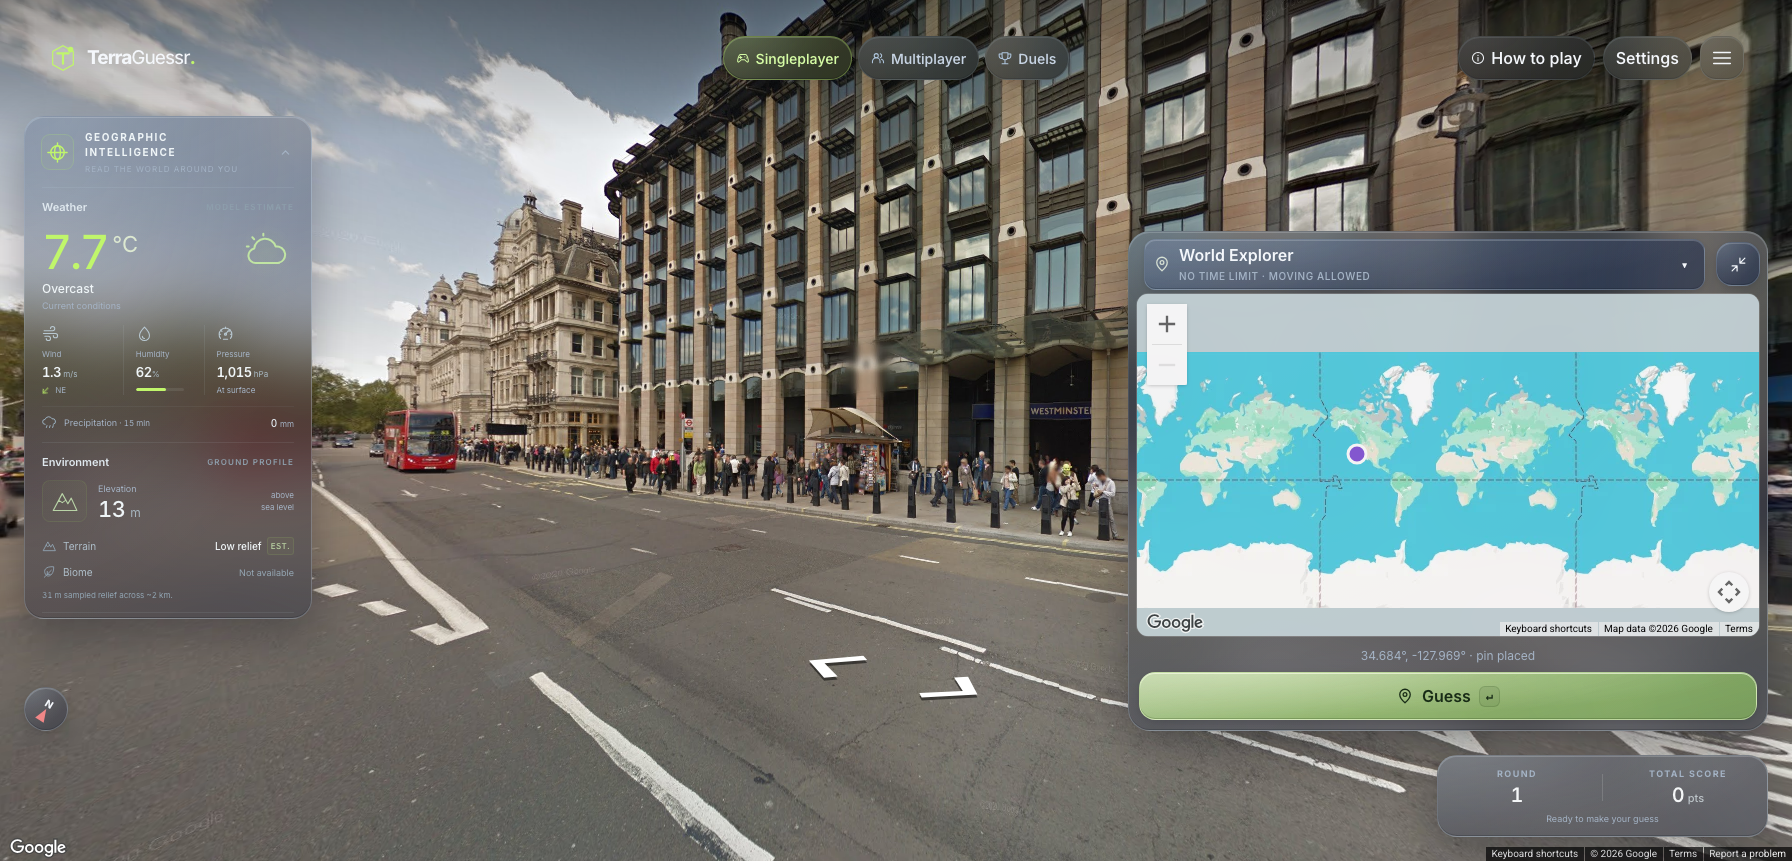 TerraGuessr.
Singleplayer
Multiplayer
Duels
How to play
Settings
GEOGRAPHIC
INTELLIGENCE
READ THE WORLD AROUND YOU
Weather
MODEL ESTIMATE
7.7 °C
Overcast
Current conditions
Wind
1.3 m/s
NE
Humidity
62%
Pressure
1,015 hPa
At surface
Precipitation · 15 min
0 mm
Environment
GROUND PROFILE
Elevation
13 m
above
sea level
Terrain
Low relief
EST.
Biome
Not available
31 m sampled relief across ~2 km.
N
WESTMINSTER
World Explorer
NO TIME LIMIT · MOVING ALLOWED
Google
Keyboard shortcuts
Map data ©2026 Google
Terms
34.684°, -127.969° · pin placed
Guess
ROUND
1
TOTAL SCORE
0 pts
Ready to make your guess
Google
Keyboard shortcuts
© 2026 Google
Terms
Report a problem